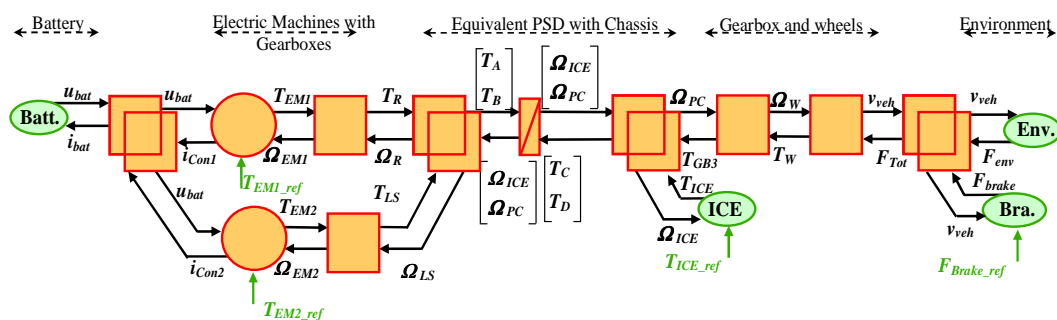 Battery
Electric Machines with
Gearboxes
Equivalent PSD with Chassis
Gearbox and wheels
Environment
u_bat
Batt.
i_bat
u_bat
i_Con1
T_EM1
Ω_EM1
T_EM1_ref
T_R
Ω_R
T_A
T_B
Ω_ICE
Ω_PC
Ω_ICE
Ω_PC
T_C
T_D
Ω_PC
T_GB3
Ω_W
T_W
v_veh
F_Tot
v_veh
Env.
F_env
u_bat
i_Con2
T_EM2
Ω_EM2
T_EM2_ref
T_LS
Ω_LS
T_ICE
ICE
Ω_ICE
T_ICE_ref
F_brake
Bra.
v_veh
F_Brake_ref